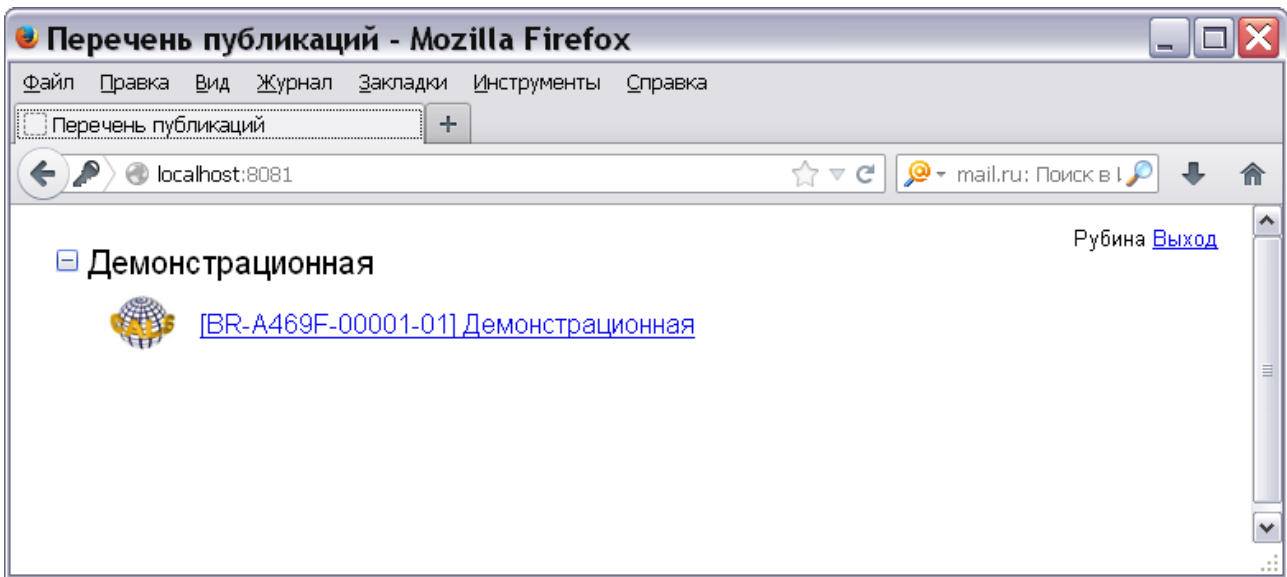 Перечень публикаций - Mozilla Firefox
Файл Правка Вид Журнал Закладки Инструменты Справка
Перечень публикаций
localhost:8081
mail.ru: Поиск в
Рубина Выход
Демонстрационная
CALS
[BR-A469F-00001-01] Демонстрационная